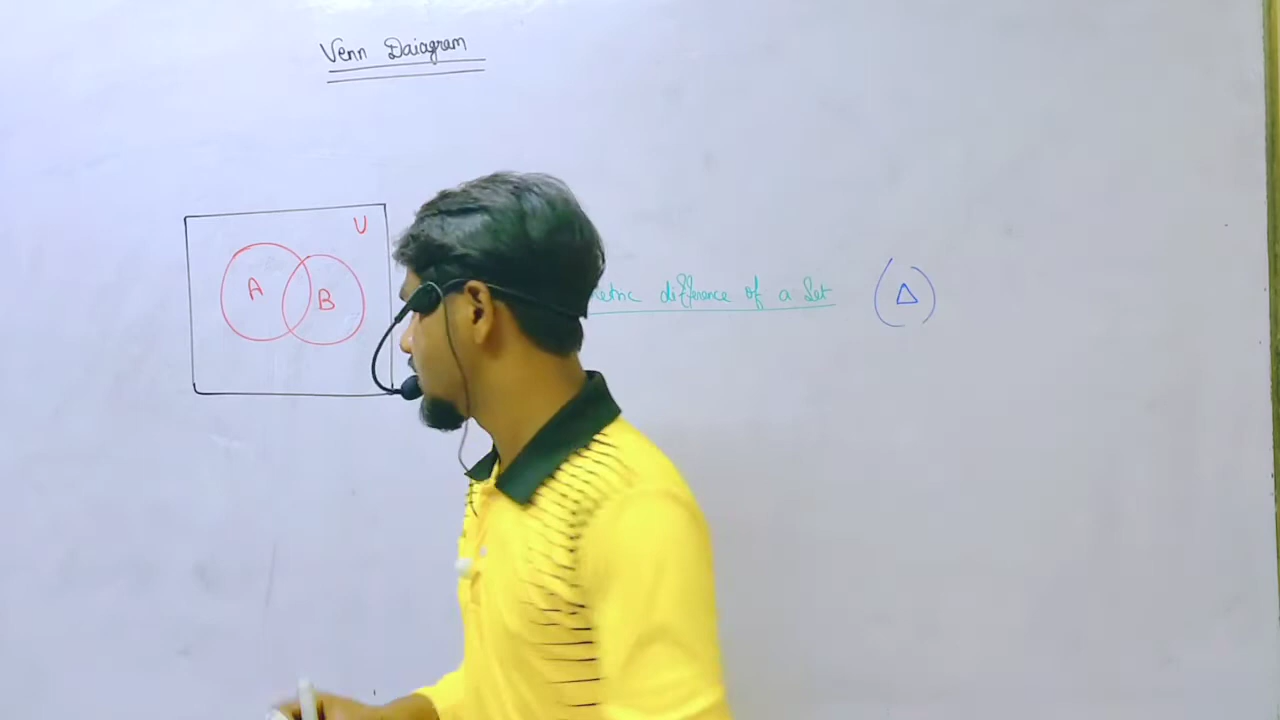 Venn Daiagram
U
A
B
difference of a Set (Δ)